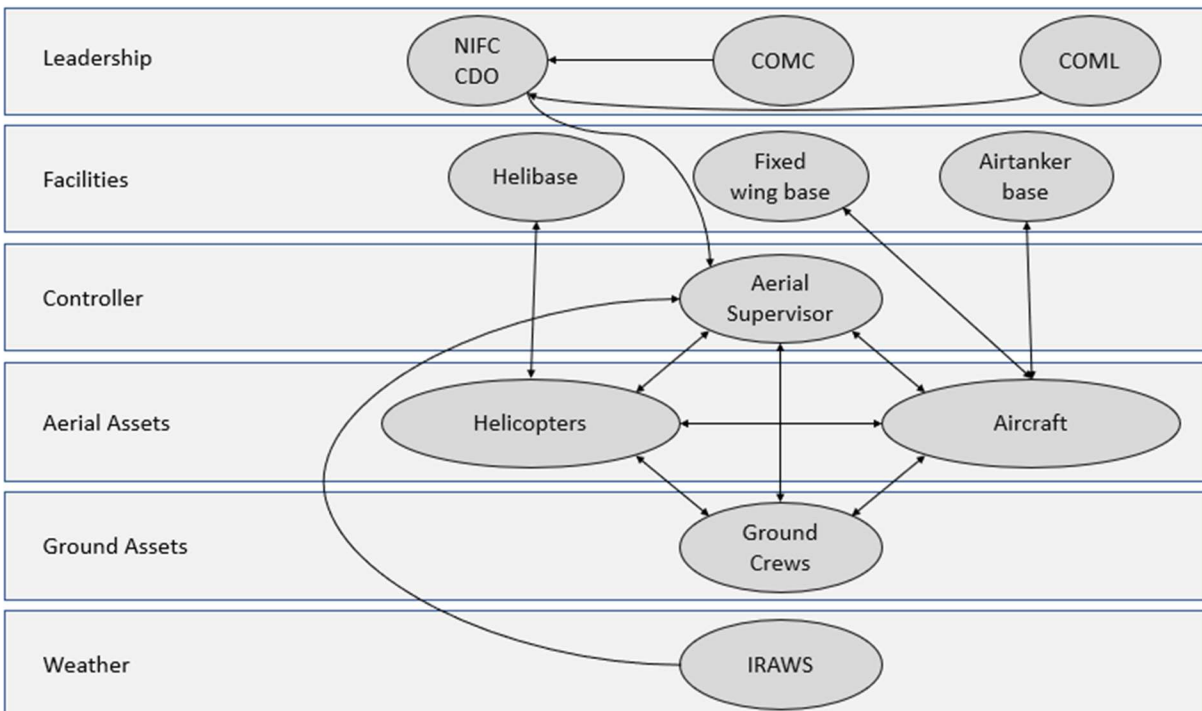 Leadership
NIFC
CDO
COMC
COML
Facilities
Helibase
Fixed
wing base
Airtanker
base
Controller
Aerial
Supervisor
Aerial Assets
Helicopters
Aircraft
Ground Assets
Ground
Crews
Weather
IRAWS